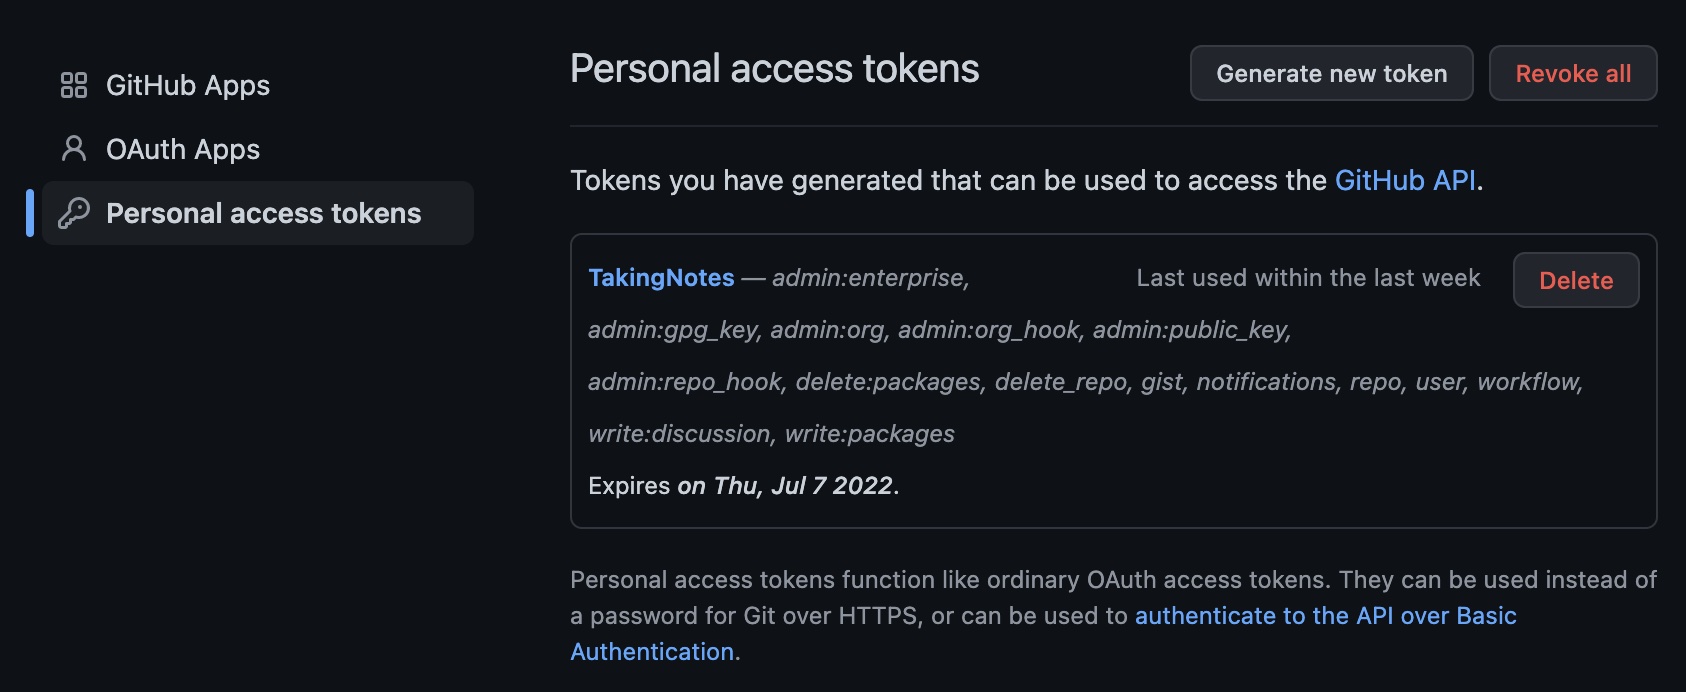 GitHub Apps
OAuth Apps
Personal access tokens
Personal access tokens
Generate new token
Revoke all
Tokens you have generated that can be used to access the GitHub API.
TakingNotes — admin:enterprise,
Last used within the last week
Delete
admin:gpg_key, admin:org, admin:org_hook, admin:public_key,
admin:repo_hook, delete:packages, delete_repo, gist, notifications, repo, user, workflow,
write:discussion, write:packages
Expires on Thu, Jul 7 2022.
Personal access tokens function like ordinary OAuth access tokens. They can be used instead of
a password for Git over HTTPS, or can be used to authenticate to the API over Basic
Authentication.